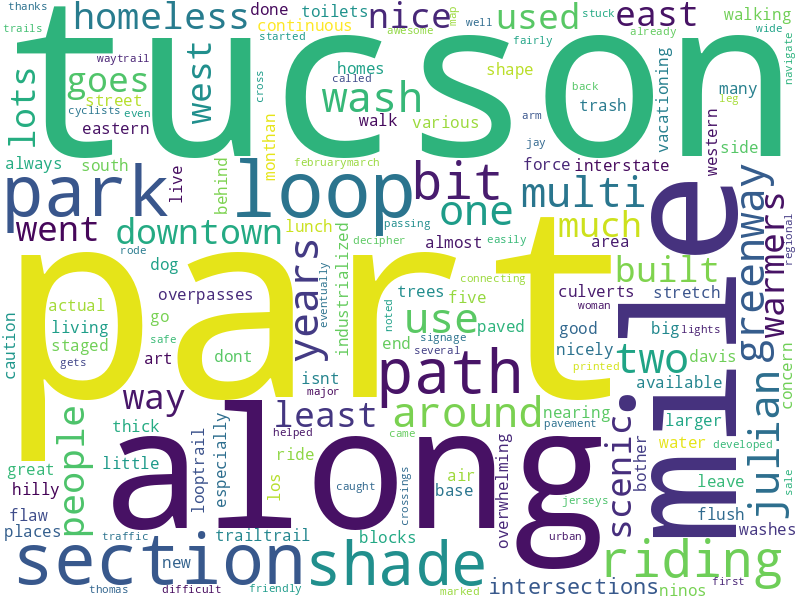 thanks homeless done toilets nice used east walking
trails continuous started awesome map well stuck already wide
tucson
waytrail goes west homes called fairly navigate
lots street wash shape cross back vacationing many
cyclists even trash leg
eastern walk various arm side
always south monthan februarymarch jay force interstate western
park live behind loop bit multi
went downtown lunch passing one much warmers
rode dog decipher almost easily area regional
part
years overpasses industrialized eventually connecting built greenway
actual go trees five culverts stretch mile
living art use paved woman good big lights
caution staged safe dont end signage noted nicely two davis
gets isnt several printed available concern
way major path scenic. julian
people thick least helped around came nearing larger
along
little looptrail especially ride pavement water developed
great hilly los air overwhelming bother leave sale
flaw base caught crossings jerseys flush
places traffic trailtrail blocks urban washes
section new shade riding
thomas difficult friendly marked intersections ninos first